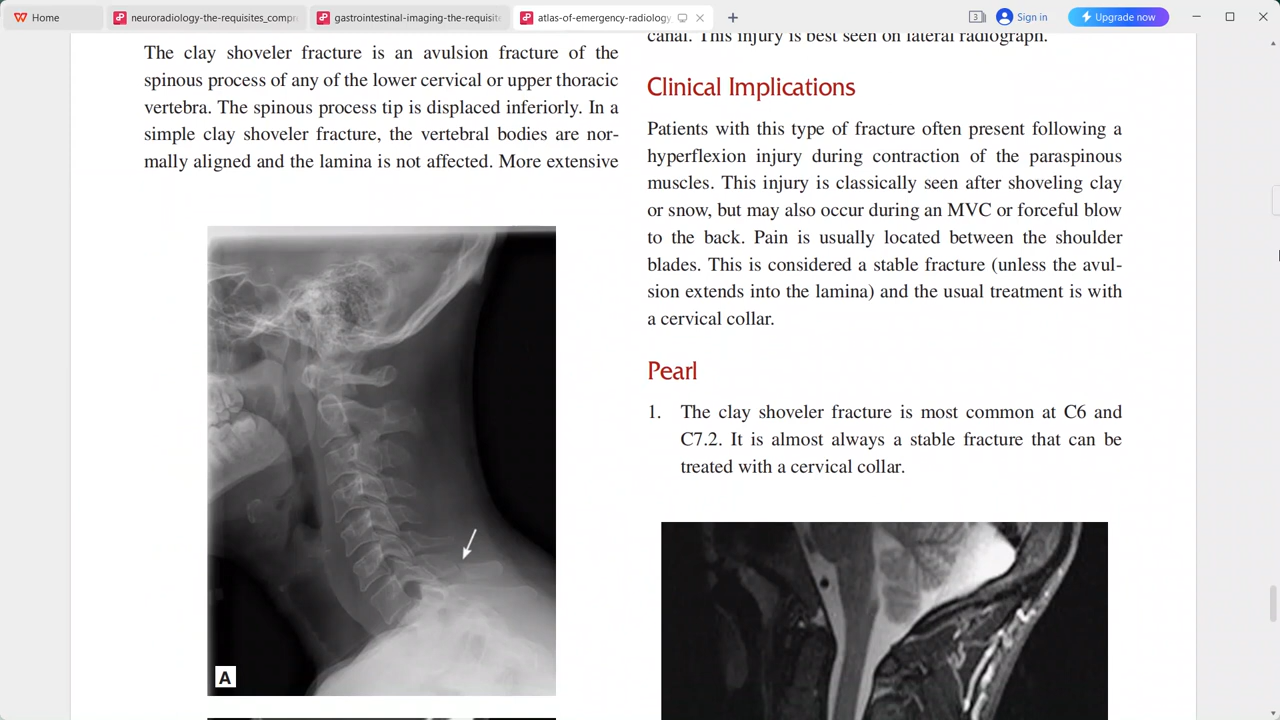 Home
neuroradiology-the-requisites_compre
gastrointestinal-imaging-the-requisite
atlas-of-emergency-radiology
3
Sign in
Upgrade now
The clay shoveler fracture is an avulsion fracture of the
spinous process of any of the lower cervical or upper thoracic
vertebra. The spinous process tip is displaced inferiorly. In a
simple clay shoveler fracture, the vertebral bodies are nor-
mally aligned and the lamina is not affected. More extensive
A
canal. This injury is best seen on lateral radiograph.
Clinical Implications
Patients with this type of fracture often present following a
hyperflexion injury during contraction of the paraspinous
muscles. This injury is classically seen after shoveling clay
or snow, but may also occur during an MVC or forceful blow
to the back. Pain is usually located between the shoulder
blades. This is considered a stable fracture (unless the avul-
sion extends into the lamina) and the usual treatment is with
a cervical collar.
Pearl
1. The clay shoveler fracture is most common at C6 and
C7.2. It is almost always a stable fracture that can be
treated with a cervical collar.